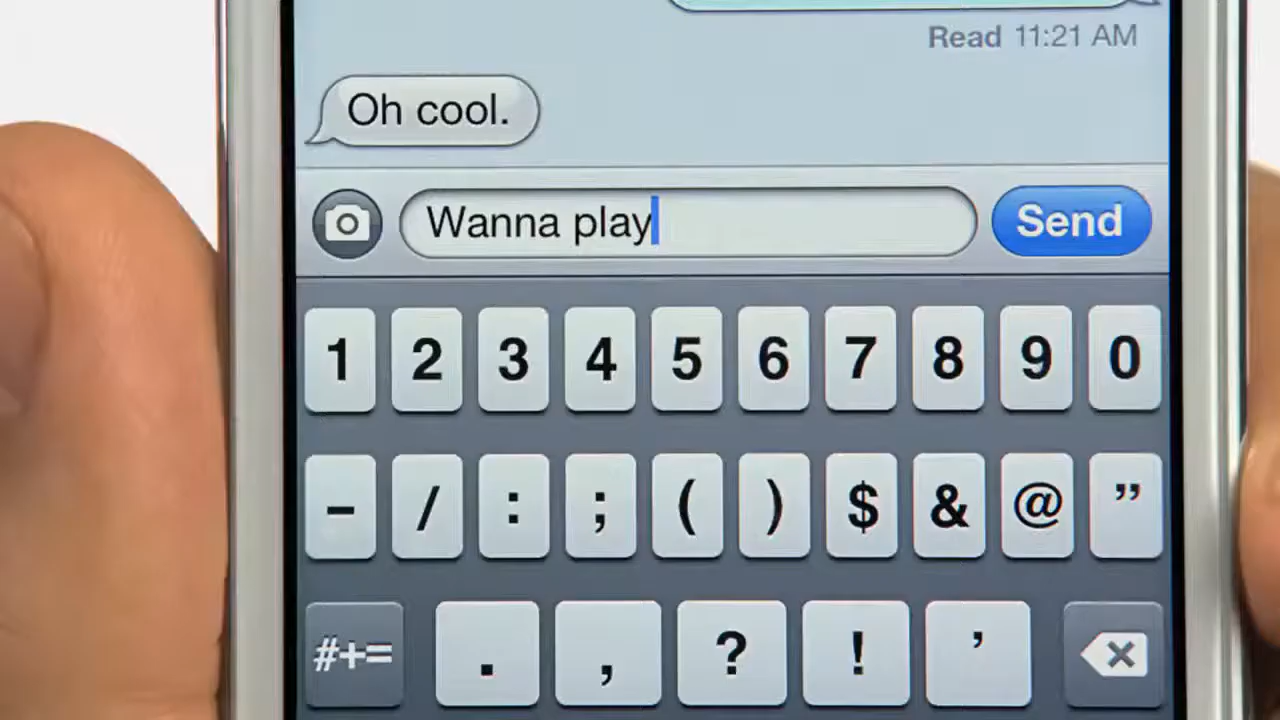 Read 11:21 AM
Oh cool.
Wanna play
Send
1 2 3 4 5 6 7 8 9 0
- / : ; ( ) $ & @ ”
#+= . , ? ! ’